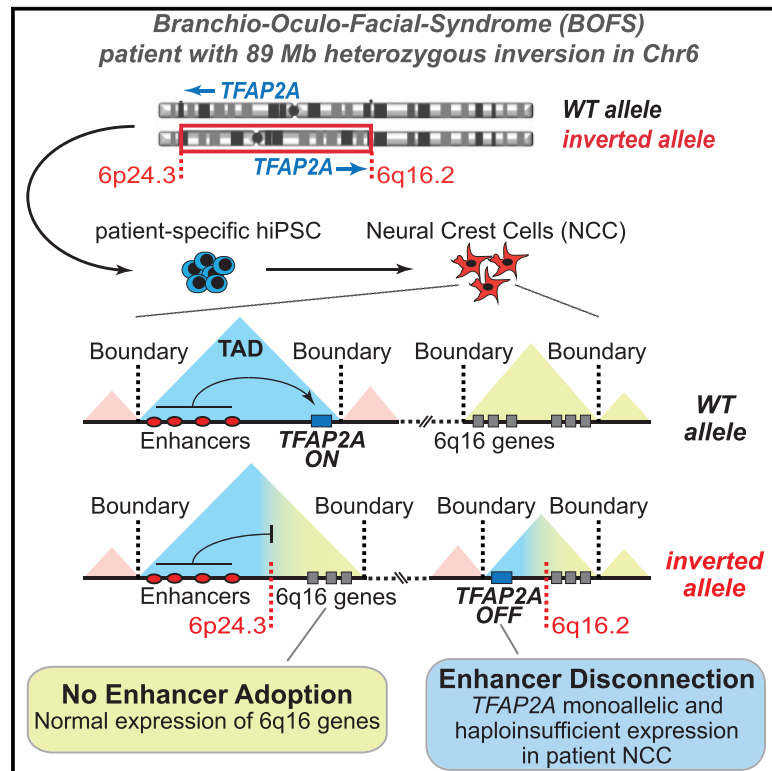 Branchio-Oculo-Facial-Syndrome (BOFS)
patient with 89 Mb heterozygous inversion in Chr6
TFAP2A
WT allele
inverted allele
TFAP2A
6p24.3
6q16.2
patient-specific hiPSC
Neural Crest Cells (NCC)
Boundary
TAD
Boundary
Boundary
Boundary
Enhancers
TFAP2A
ON
6q16 genes
WT
allele
Boundary
Boundary
Boundary
Boundary
Enhancers
6q16 genes
TFAP2A
OFF
inverted
allele
6p24.3
6q16.2
No Enhancer Adoption
Normal expression of 6q16 genes
Enhancer Disconnection
TFAP2A monoallelic and
haploinsufficient expression
in patient NCC